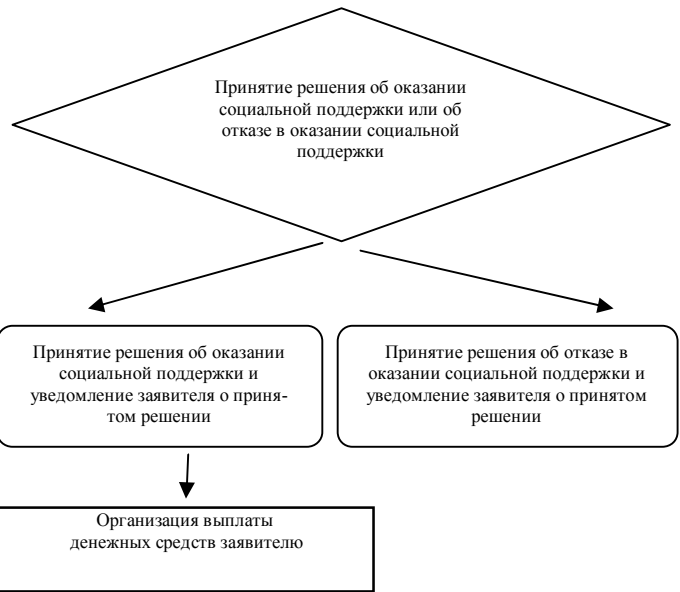 Принятие решения об оказании
социальной поддержки или об
отказе в оказании социальной
поддержки
Принятие решения об оказании
социальной поддержки и
уведомление заявителя о приня-
том решении
Принятие решения об отказе в
оказании социальной поддержки и
уведомление заявителя о принятом
решении
Организация выплаты
денежных средств заявителю